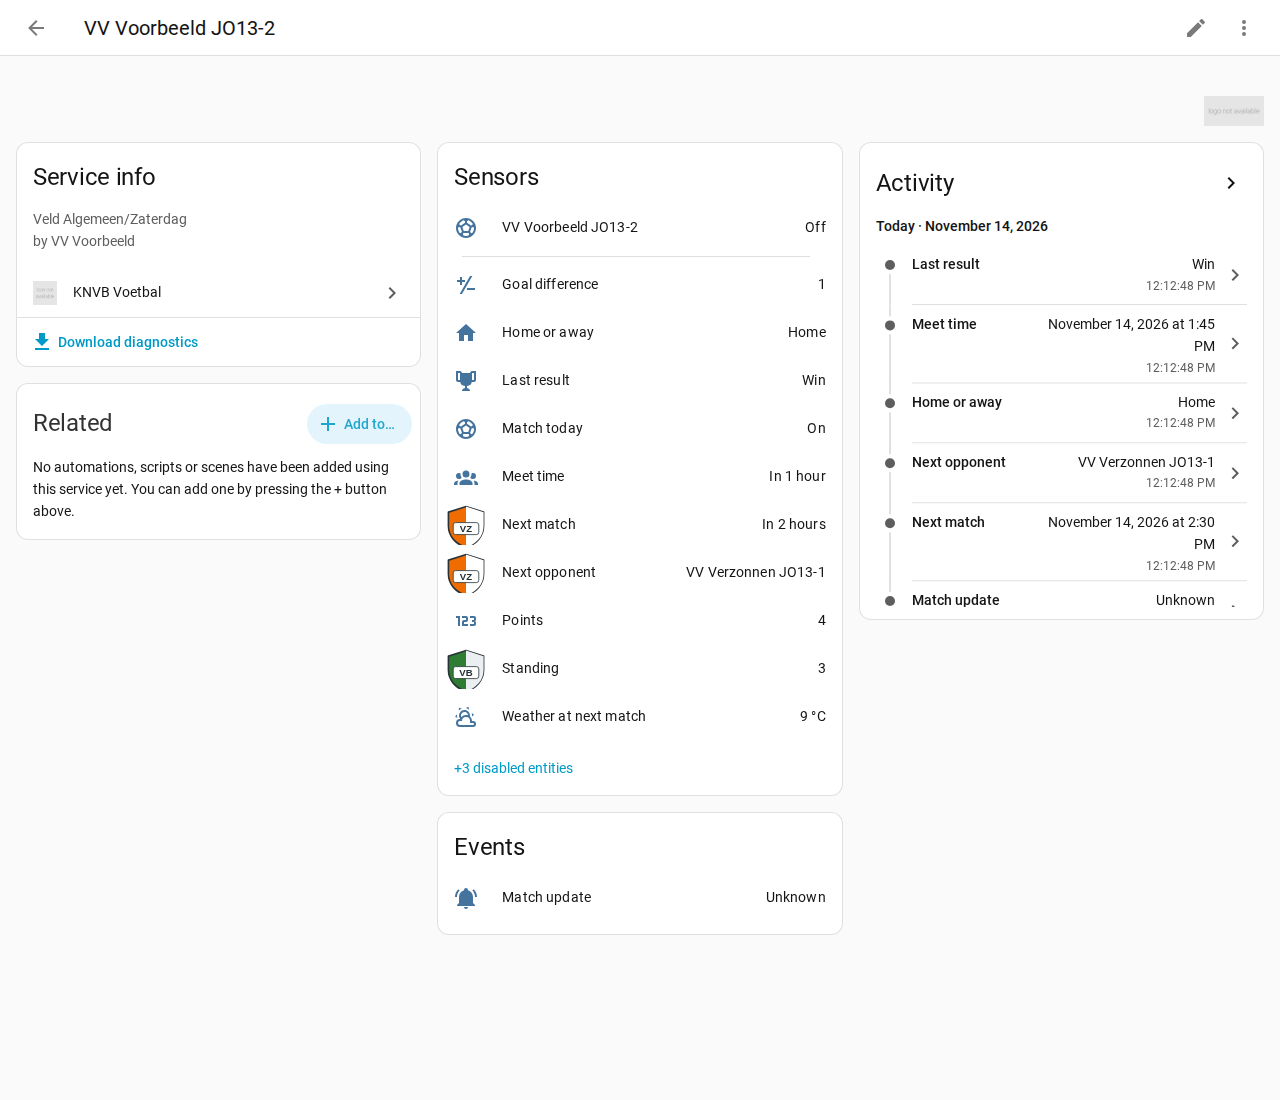 VV Voorbeeld JO13-2
logo not available
Service info
Veld Algemeen/Zaterdag
by VV Voorbeeld
KNVB Voetbal
Download diagnostics
Related
Add to...
No automations, scripts or scenes have been added using
this service yet. You can add one by pressing the + button
above.
Sensors
VV Voorbeeld JO13-2 Off
Goal difference 1
Home or away Home
Last result Win
Match today On
Meet time In 1 hour
VZ Next match In 2 hours
VZ Next opponent VV Verzonnen JO13-1
123 Points 4
VB Standing 3
Weather at next match 9 °C
+3 disabled entities
Events
Match update Unknown
Activity
Today · November 14, 2026
Last result Win
12:12:48 PM
Meet time November 14, 2026 at 1:45
PM
12:12:48 PM
Home or away Home
12:12:48 PM
Next opponent VV Verzonnen JO13-1
12:12:48 PM
Next match November 14, 2026 at 2:30
PM
12:12:48 PM
Match update Unknown